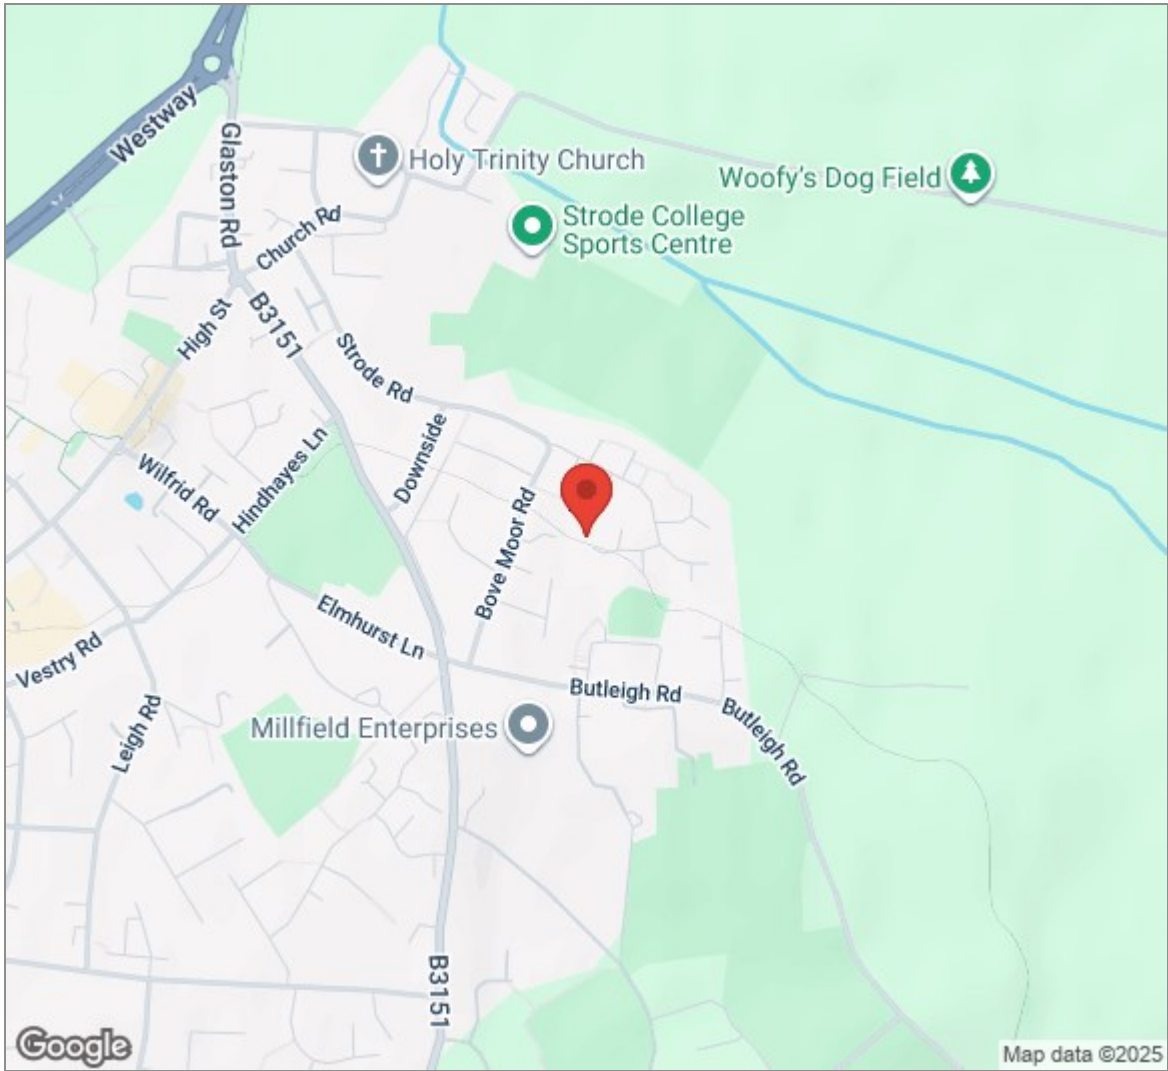 Westway
Glaston Rd
Holy Trinity Church
Woofy's Dog Field
Church Rd
Strode College
Sports Centre
High St
B3151
Strode Rd
Downside
Hindhayes Ln
Wilfrid Rd
Bove Moor Rd
Elmhurst Ln
Vestry Rd
Butleigh Rd
Butleigh Rd
Leigh Rd
Millfield Enterprises
B3151
Google
Map data ©2025